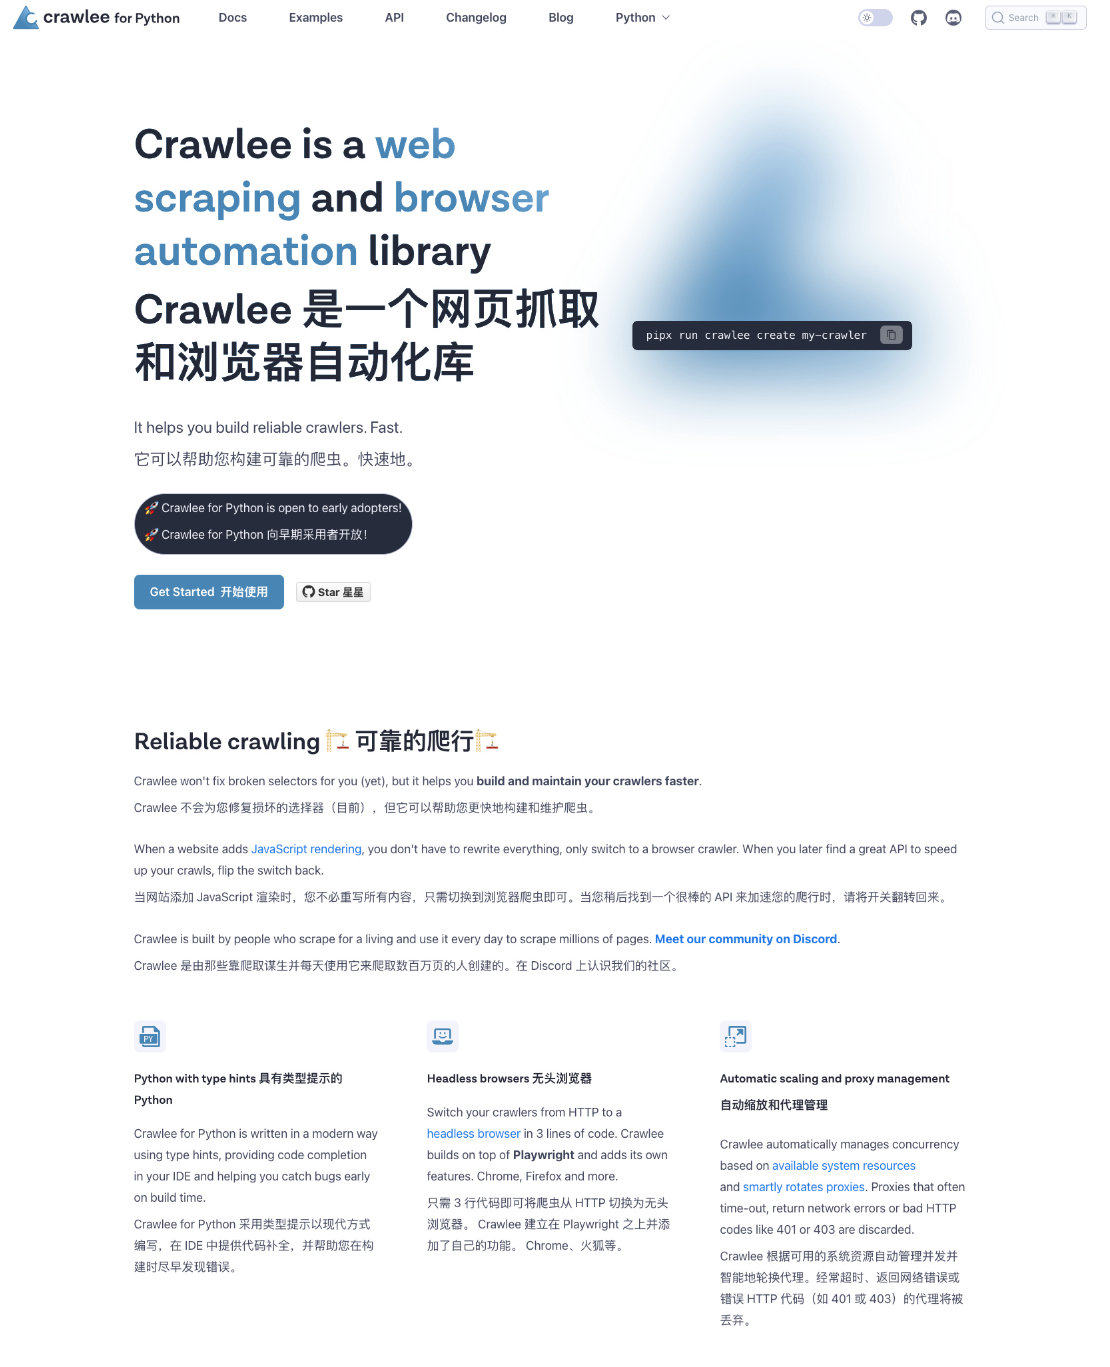 crawlee for Python
Docs
Examples
API
Changelog
Blog
Python
Search
⌘ K
Crawlee is a web
scraping and browser
automation library
Crawlee 是一个网页抓取
和浏览器自动化库
pipx run crawlee create my-crawler
It helps you build reliable crawlers. Fast.
它可以帮助您构建可靠的爬虫。快速地。
🚀 Crawlee for Python is open to early adopters!
🚀 Crawlee for Python 向早期采用者开放！
Get Started 开始使用
Star 星星
Reliable crawling 🏗️ 可靠的爬行🏗️
Crawlee won't fix broken selectors for you (yet), but it helps you build and maintain your crawlers faster.
Crawlee 不会为您修复损坏的选择器（目前），但它可以帮助您更快地构建和维护爬虫。
When a website adds JavaScript rendering, you don't have to rewrite everything, only switch to a browser crawler. When you later find a great API to speed
up your crawls, flip the switch back.
当网站添加 JavaScript 渲染时，您不必重写所有内容，只需切换到浏览器爬虫即可。当您稍后找到一个很棒的 API 来加速您的爬行时，请将开关翻转回来。
Crawlee is built by people who scrape for a living and use it every day to scrape millions of pages. Meet our community on Discord.
Crawlee 是由那些靠爬取谋生并每天使用它来爬取数百万页的人创建的。在 Discord 上认识我们的社区。
PY
Python with type hints 具有类型提示的
Python
Crawlee for Python is written in a modern way
using type hints, providing code completion
in your IDE and helping you catch bugs early
on build time.
Crawlee for Python 采用类型提示以现代方式
编写，在 IDE 中提供代码补全，并帮助您在构
建时尽早发现错误。
Headless browsers 无头浏览器
Switch your crawlers from HTTP to a
headless browser in 3 lines of code. Crawlee
builds on top of Playwright and adds its own
features. Chrome, Firefox and more.
只需 3 行代码即可将爬虫从 HTTP 切换为无头
浏览器。 Crawlee 建立在 Playwright 之上并添
加了自己的功能。 Chrome、火狐等。
Automatic scaling and proxy management
自动缩放和代理管理
Crawlee automatically manages concurrency
based on available system resources
and smartly rotates proxies. Proxies that often
time-out, return network errors or bad HTTP
codes like 401 or 403 are discarded.
Crawlee 根据可用的系统资源自动管理并发并
智能地轮换代理。经常超时、返回网络错误或
错误 HTTP 代码（如 401 或 403）的代理将被
丢弃。